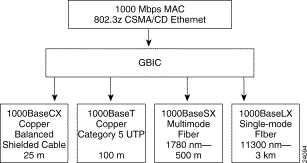 1000 Mbps MAC
802.3z CSMA/CD Ethernet
GBIC
1000BaseCX
Copper
Balanced
Shielded Cable
25 m
1000BaseT
Copper
Category 5 UTP
100 m
1000BaseSX
Multimode
Fiber
1780 nm—
500 m
1000BaseLX
Single-mode
FIber
11300 nm—
3 km